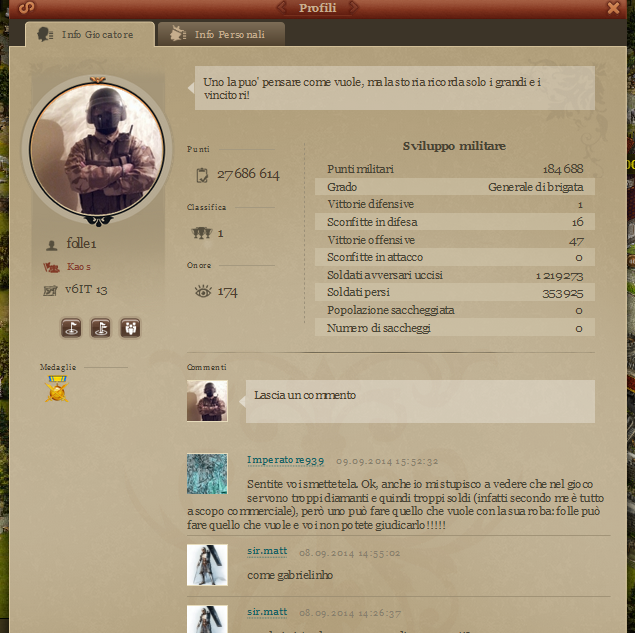 Profili
Info Giocatore
Info Personali
Uno la puo' pensare come vuole, ma la storia ricorda solo i grandi e i
vincitori!
Punti
27 686 614
Classifica
1
Onore
174
folle1
Kaos
v6IT 13
Medaglie
Sviluppo militare
Punti militari 184 688
Grado Generale di brigata
Vittorie difensive 1
Sconfitte in difesa 16
Vittorie offensive 47
Sconfitte in attacco 0
Soldati avversari uccisi 1 219 273
Soldati persi 353 925
Popolazione saccheggiata 0
Numero di saccheggi 0
Commenti
Lascia un commento
Imperatore939 09.09.2014 15:52:32
Sentite voi smettetela. Ok, anche io mi stupisco a vedere che nel gioco
servono troppi diamanti e quindi troppi soldi (infatti secondo me è tutto
a scopo commerciale), però uno può fare quello che vuole con la sua roba: folle può
fare quello che vuole e voi non potete giudicarlo!!!!!
sir.matt 08.09.2014 14:55:02
come gabrielinho
sir.matt 08.09.2014 14:26:37